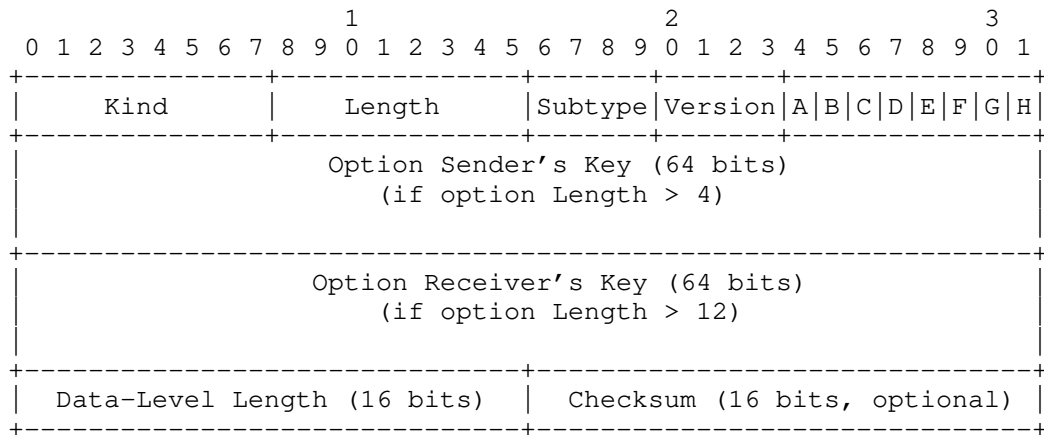 1                   2                   3
 0 1 2 3 4 5 6 7 8 9 0 1 2 3 4 5 6 7 8 9 0 1 2 3 4 5 6 7 8 9 0 1
+---------------+---------------+-------+-------+---------------+
|     Kind      |    Length     |Subtype|Version|A|B|C|D|E|F|G|H|
+---------------+---------------+-------+-------+---------------+
|                   Option Sender’s Key (64 bits)               |
|                      (if option Length > 4)                   |
|                                                               |
+---------------------------------------------------------------+
|                  Option Receiver’s Key (64 bits)              |
|                      (if option Length > 12)                  |
|                                                               |
+-------------------------------+-------------------------------+
|  Data-Level Length (16 bits)  |  Checksum (16 bits, optional) |
+-------------------------------+-------------------------------+